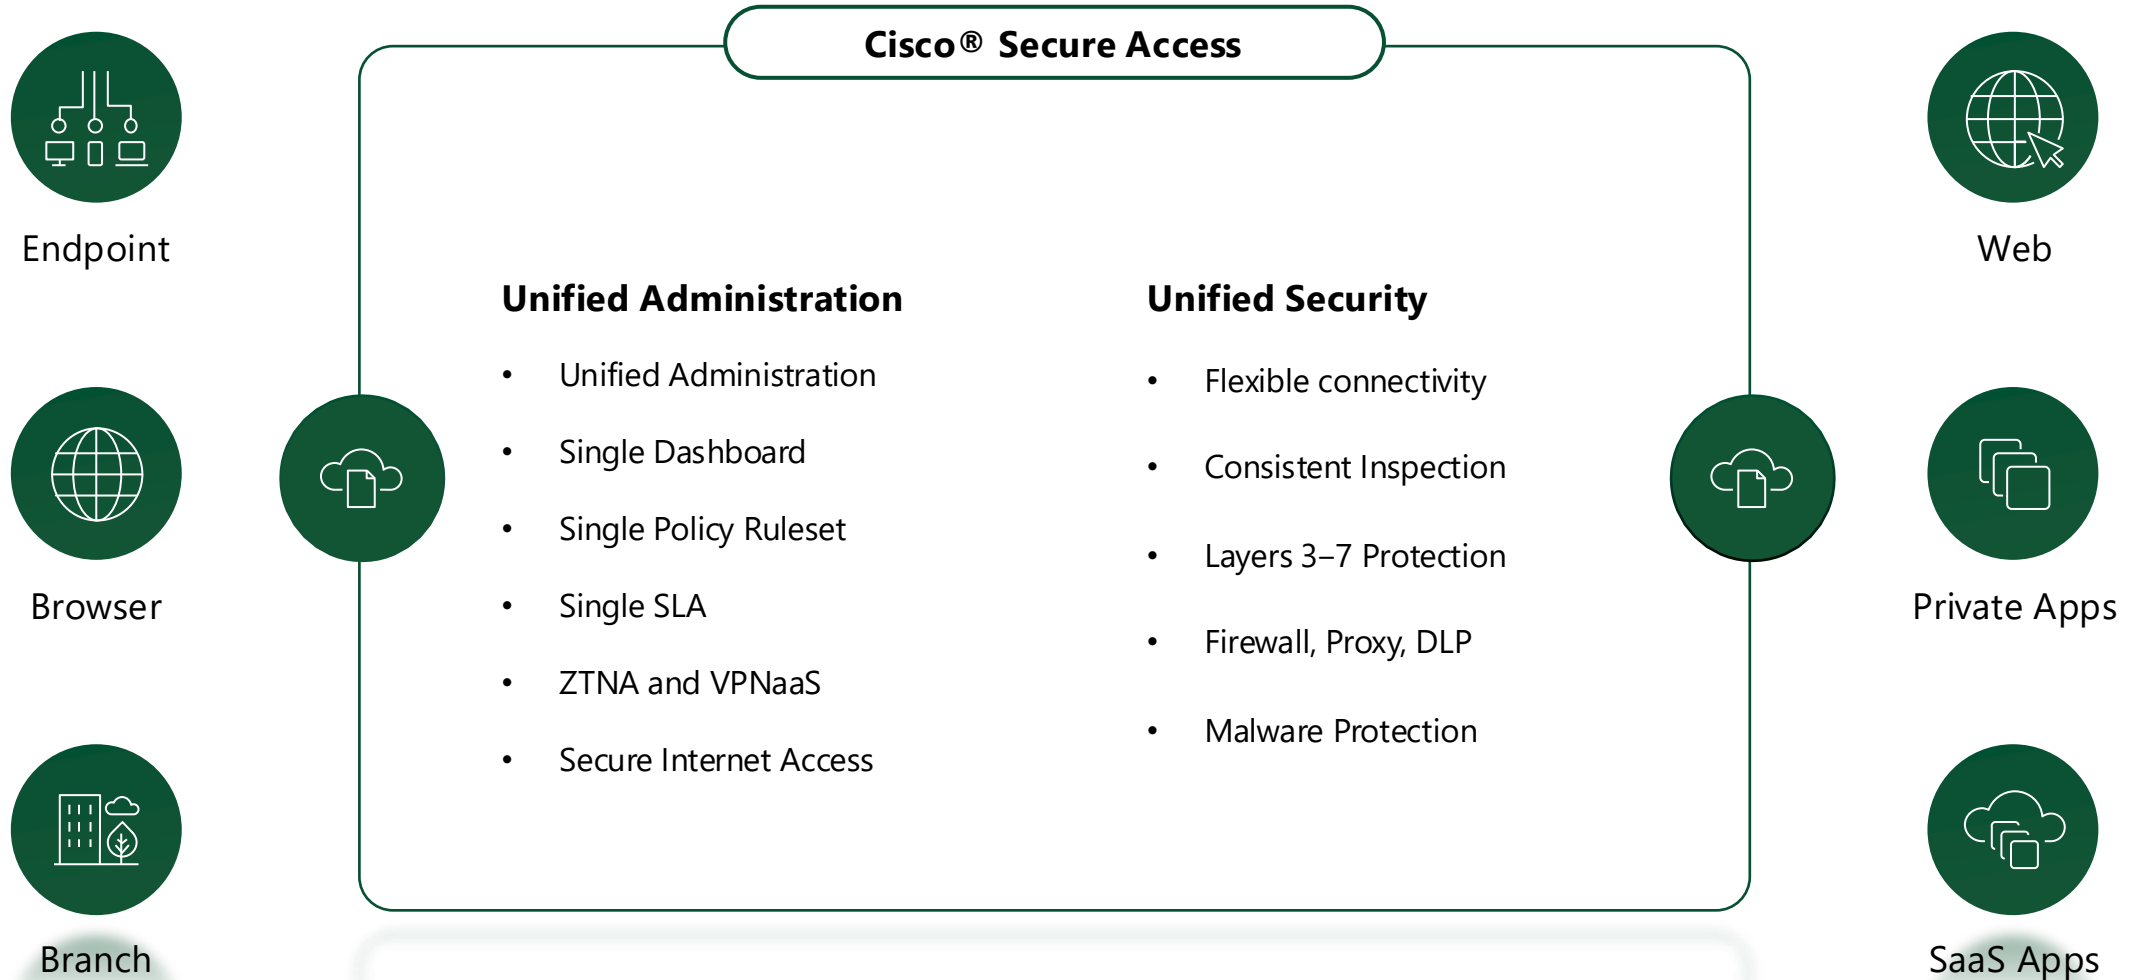 Cisco® Secure Access
Endpoint
Browser
Branch
Unified Administration
• Unified Administration
• Single Dashboard
• Single Policy Ruleset
• Single SLA
• ZTNA and VPNaaS
• Secure Internet Access
Unified Security
• Flexible connectivity
• Consistent Inspection
• Layers 3–7 Protection
• Firewall, Proxy, DLP
• Malware Protection
Web
Private Apps
SaaS Apps